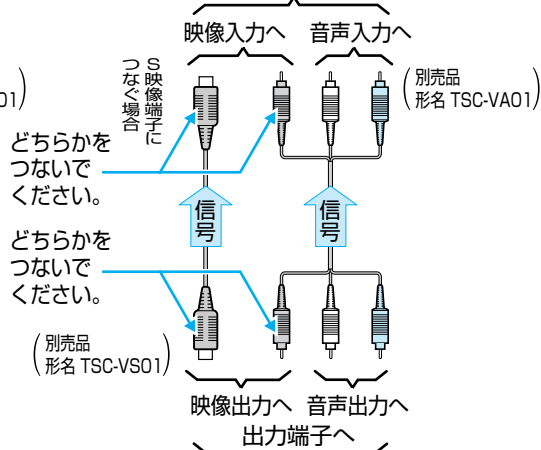 映像入力へ 音声入力へ
S映像端子に
つなぐ場合
01)
(別売品
形名 TSC-VA01)
どちらかを
つないで
ください。
信号 信号
どちらかを
つないで
ください。
(別売品
形名 TSC-VS01)
映像出力へ 音声出力へ
出力端子へ